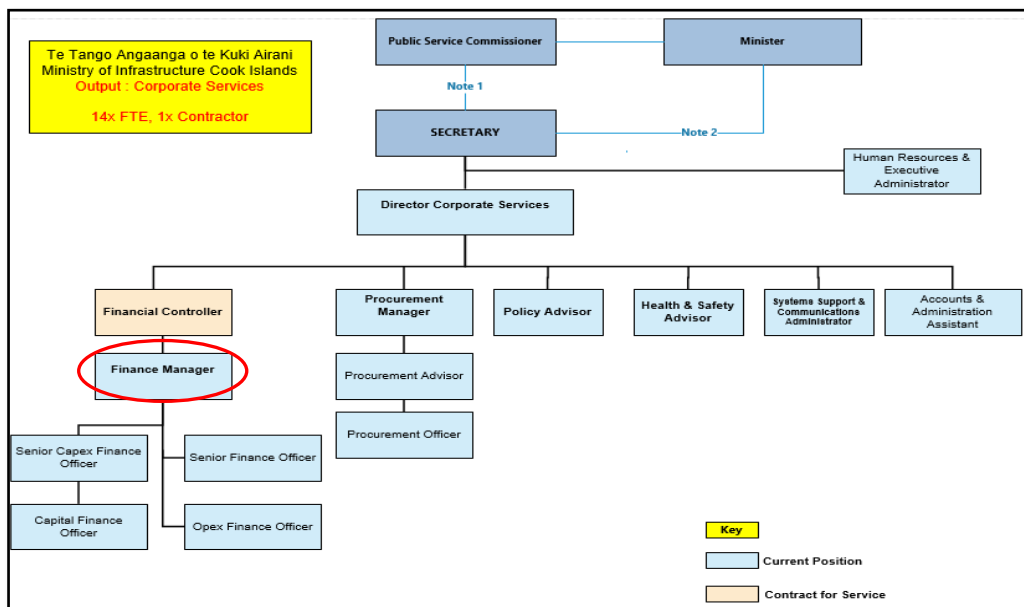 Te Tango Angaanga o te Kuki Airani
Ministry of Infrastructure Cook Islands
Output : Corporate Services
14x FTE, 1x Contractor
Public Service Commissioner
Minister
Note 1
SECRETARY
Note 2
Human Resources &
Executive
Administrator
Director Corporate Services
Financial Controller
Procurement
Manager
Policy Advisor
Health & Safety
Advisor
Systems Support &
Communications
Administrator
Accounts &
Administration
Assistant
Finance Manager
Procurement Advisor
Procurement Officer
Senior Capex Finance
Officer
Senior Finance Officer
Capital Finance
Officer
Opex Finance Officer
Key
Current Position
Contract for Service